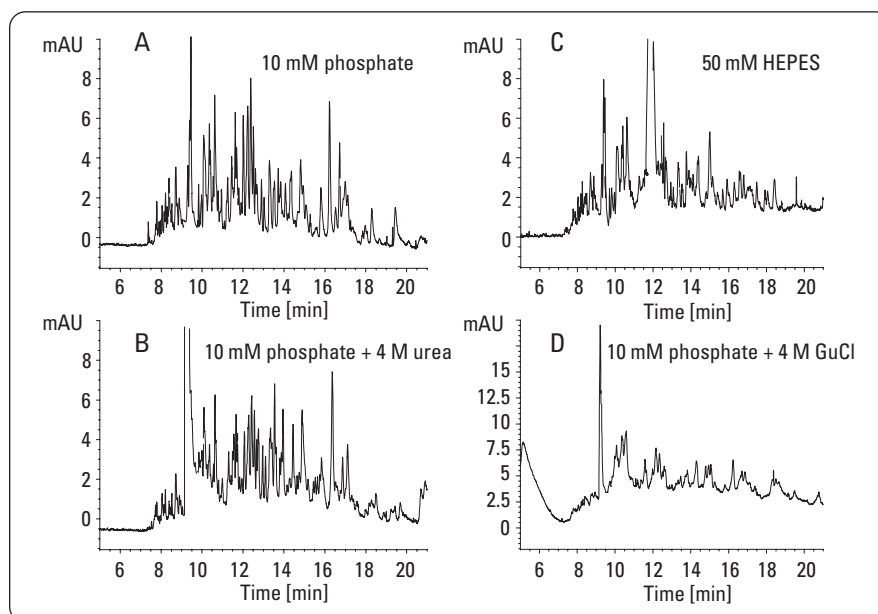 mAU
A
10 mM phosphate
8
6
4
2
0
6 8 10 12 14 16 18 20
Time [min]
mAU
B
10 mM phosphate + 4 M urea
8
6
4
2
0
6 8 10 12 14 16 18 20
Time [min]
mAU
C
50 mM HEPES
8
6
4
2
0
6 8 10 12 14 16 18 20
Time [min]
mAU
D
10 mM phosphate + 4 M GuCl
15
12.5
17.5
7.5
5
2.5
0
6 8 10 12 14 16 18 20
Time [min]